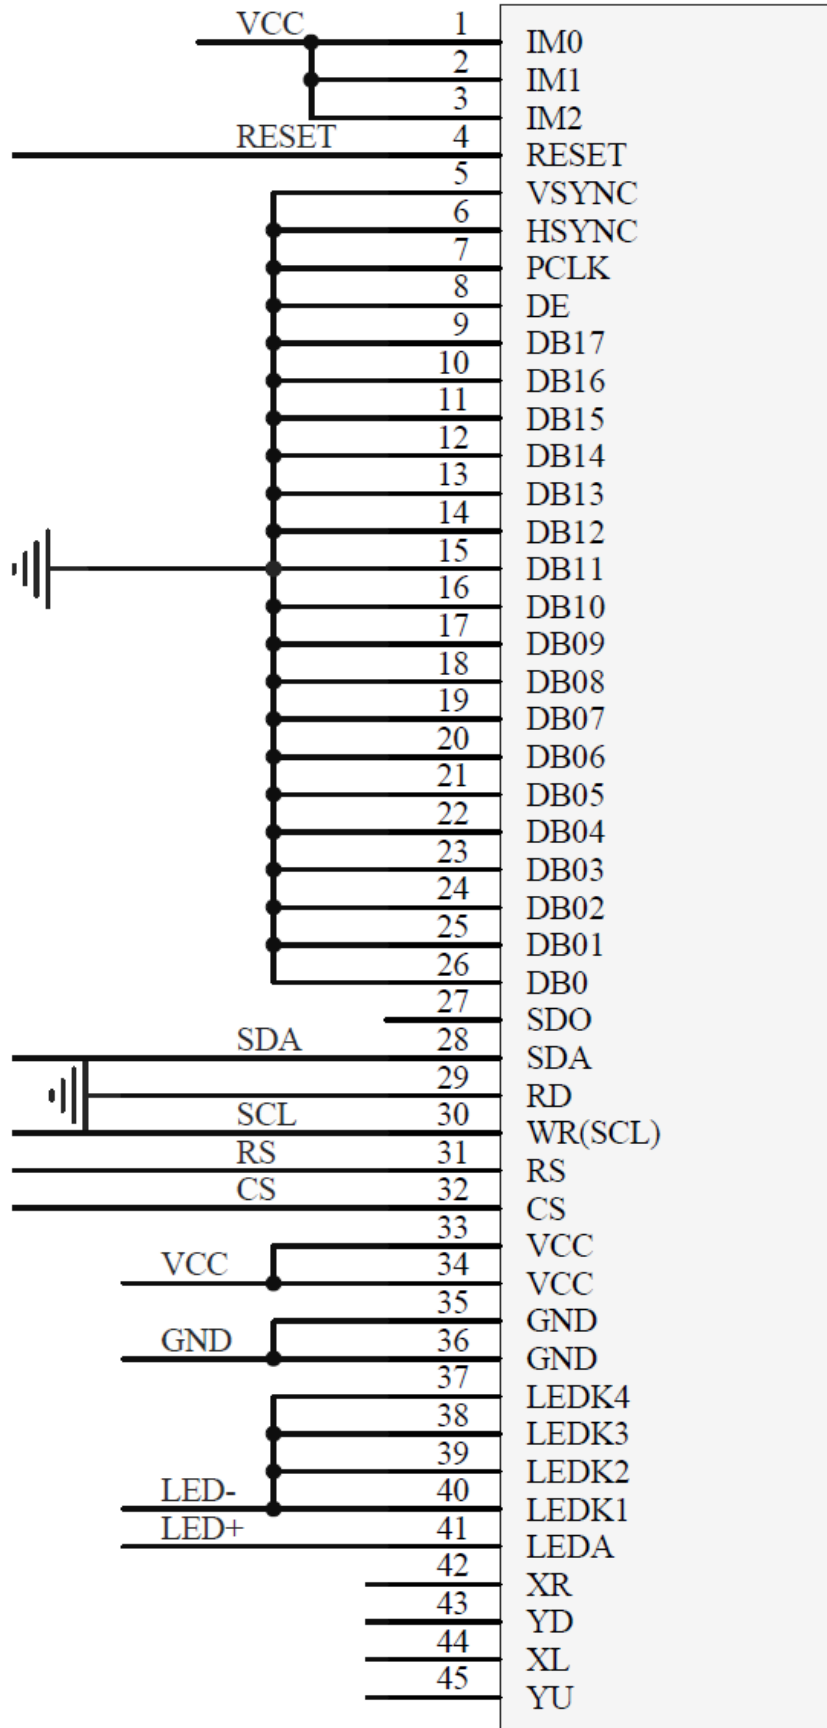 VCC 1 IM0
2 IM1
3 IM2
RESET 4 RESET
5 VSYNC
6 HSYNC
7 PCLK
8 DE
9 DB17
10 DB16
11 DB15
12 DB14
13 DB13
14 DB12
15 DB11
16 DB10
17 DB09
18 DB08
19 DB07
20 DB06
21 DB05
22 DB04
23 DB03
24 DB02
25 DB01
26 DB0
27 SDO
SDA 28 SDA
29 RD
SCL 30 WR(SCL)
RS 31 RS
CS 32 CS
33 VCC
VCC 34 VCC
35 GND
GND 36 GND
37 LEDK4
38 LEDK3
39 LEDK2
LED- 40 LEDK1
LED+ 41 LEDA
42 XR
43 YD
44 XL
45 YU